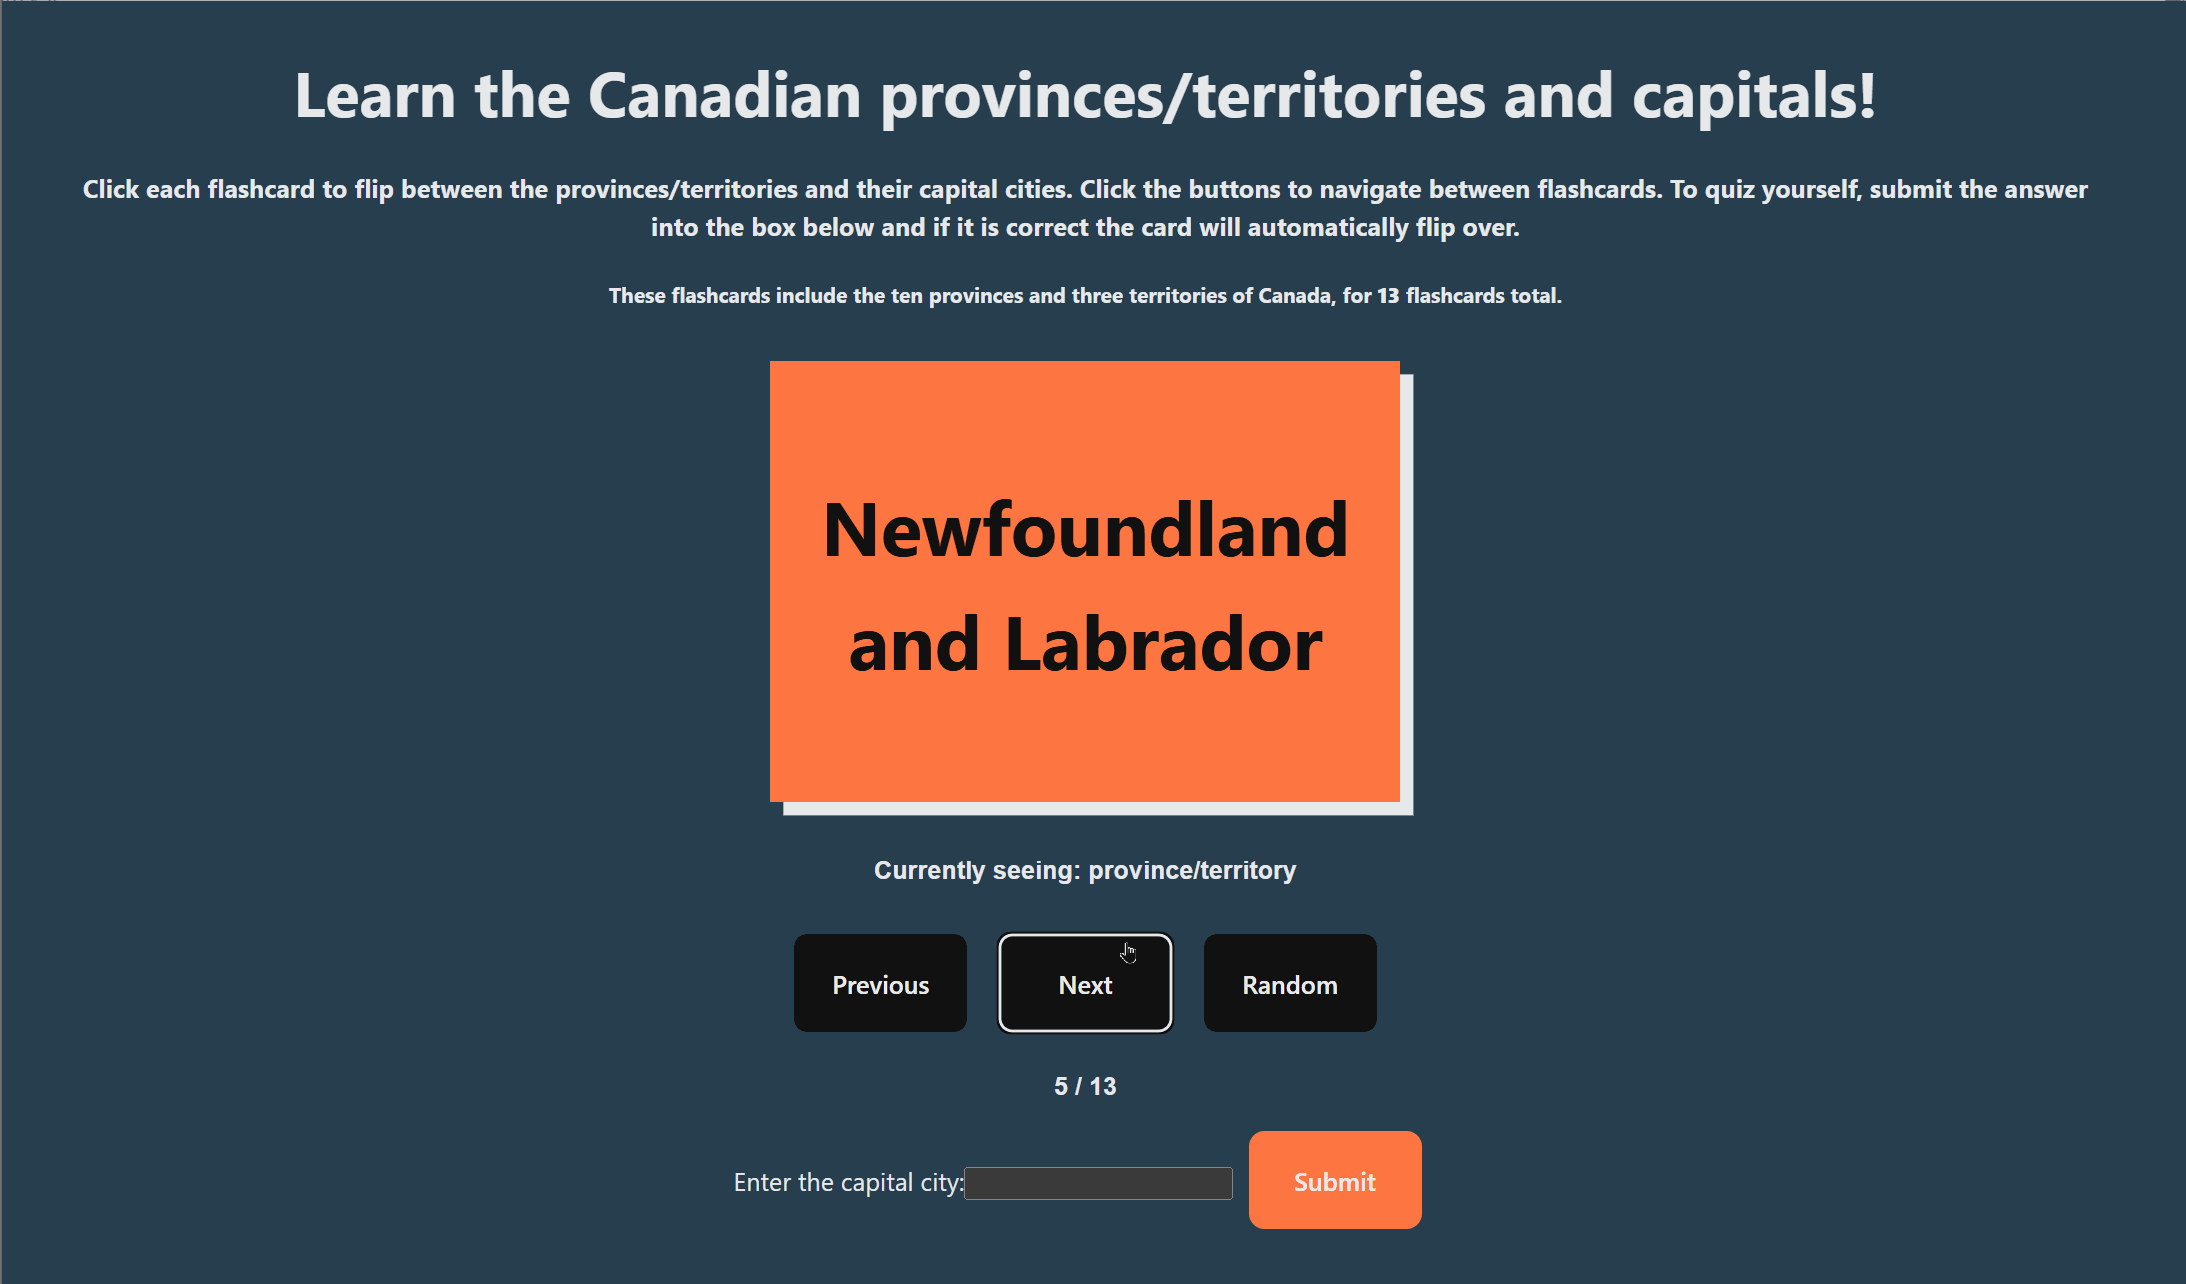 Learn the Canadian provinces/territories and capitals!
Click each flashcard to flip between the provinces/territories and their capital cities. Click the buttons to navigate between flashcards. To quiz yourself, submit the answer
into the box below and if it is correct the card will automatically flip over.
These flashcards include the ten provinces and three territories of Canada, for 13 flashcards total.
Newfoundland
and Labrador
Currently seeing: province/territory
Previous
Next
Random
5 / 13
Enter the capital city:
Submit